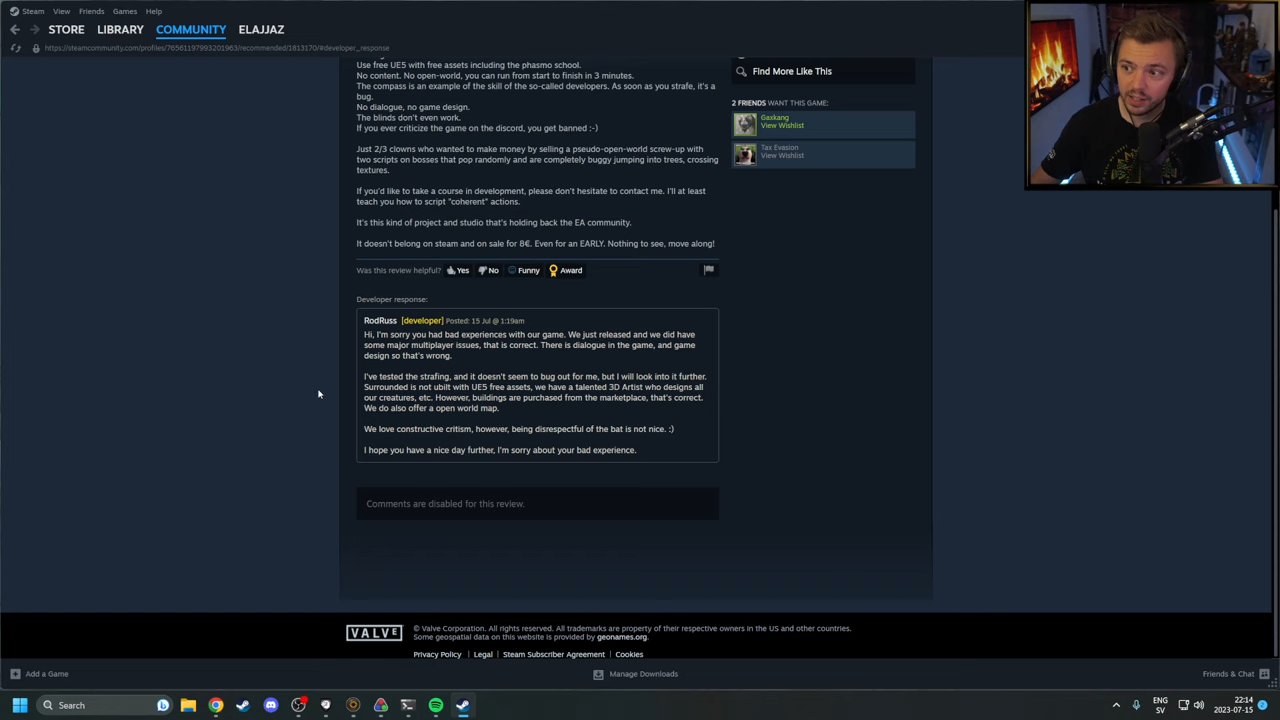 Steam View Friends Games Help
STORE LIBRARY COMMUNITY ELAJJAZ
https://steamcommunity.com/profiles/76561197993201963/recommended/1813170/#developer_response
Use free UE5 with free assets including the phasmo school.
No content. No open-world, you can run from start to finish in 3 minutes.
The compass is an example of the skill of the so-called developers. As soon as you strafe, it's a
bug.
No dialogue, no game design.
The blinds don't even work.
If you ever criticize the game on the discord, you get banned :-)
Just 2/3 clowns who wanted to make money by selling a pseudo-open-world screw-up with
two scripts on bosses that pop randomly and are completely buggy jumping into trees, crossing
textures.
If you'd like to take a course in development, please don't hesitate to contact me. I'll at least
teach you how to script "coherent" actions.
It's this kind of project and studio that's holding back the EA community.
It doesn't belong on steam and on sale for 8€. Even for an EARLY. Nothing to see, move along!
Was this review helpful? Yes No Funny Award
Developer response:
RodRuss [developer] Posted: 15 Jul @ 1:19am
Hi, I'm sorry you had bad experiences with our game. We just released and we did have
some major multiplayer issues, that is correct. There is dialogue in the game, and game
design so that's wrong.
I've tested the strafing, and it doesn't seem to bug out for me, but I will look into it further.
Surrounded is not ubilt with UE5 free assets, we have a talented 3D Artist who designs all
our creatures, etc. However, buildings are purchased from the marketplace, that's correct.
We do also offer a open world map.
We love constructive critism, however, being disrespectful of the bat is not nice. :)
I hope you have a nice day further, I'm sorry about your bad experience.
Comments are disabled for this review.
Find More Like This
2 FRIENDS WANT THIS GAME:
Gaxkang
View Wishlist
Tax Evasion
View Wishlist
VALVE
© Valve Corporation. All rights reserved. All trademarks are property of their respective owners in the US and other countries.
Some geospatial data on this website is provided by geonames.org.
Privacy Policy | Legal | Steam Subscriber Agreement | Cookies
Add a Game
Manage Downloads
Friends & Chat
Search
ENG
SV
22:14
2023-07-15
2